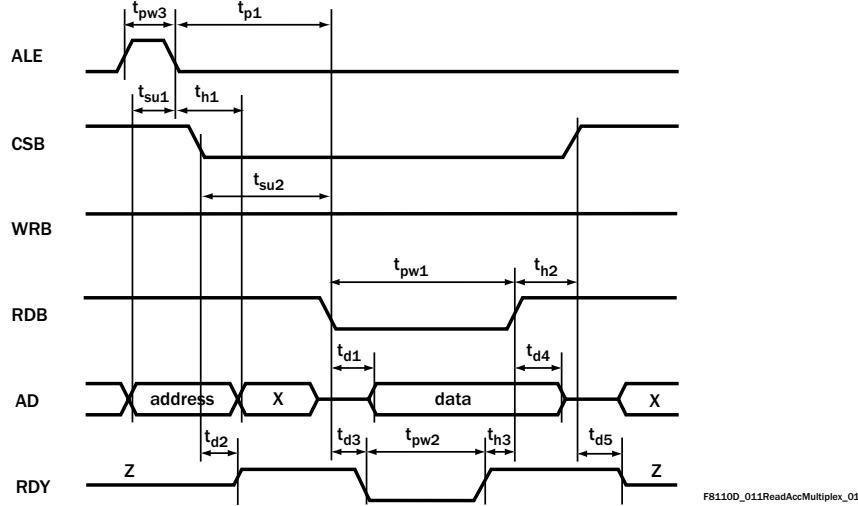 tpw3 tp1
ALE
tsu1 th1
CSB
tsu2
WRB
tpw1 th2
RDB
td1 td4
AD address X data X
td2 td3 tpw2 th3 td5
Z Z
RDY
F8110D_011ReadAccMultiplex_01